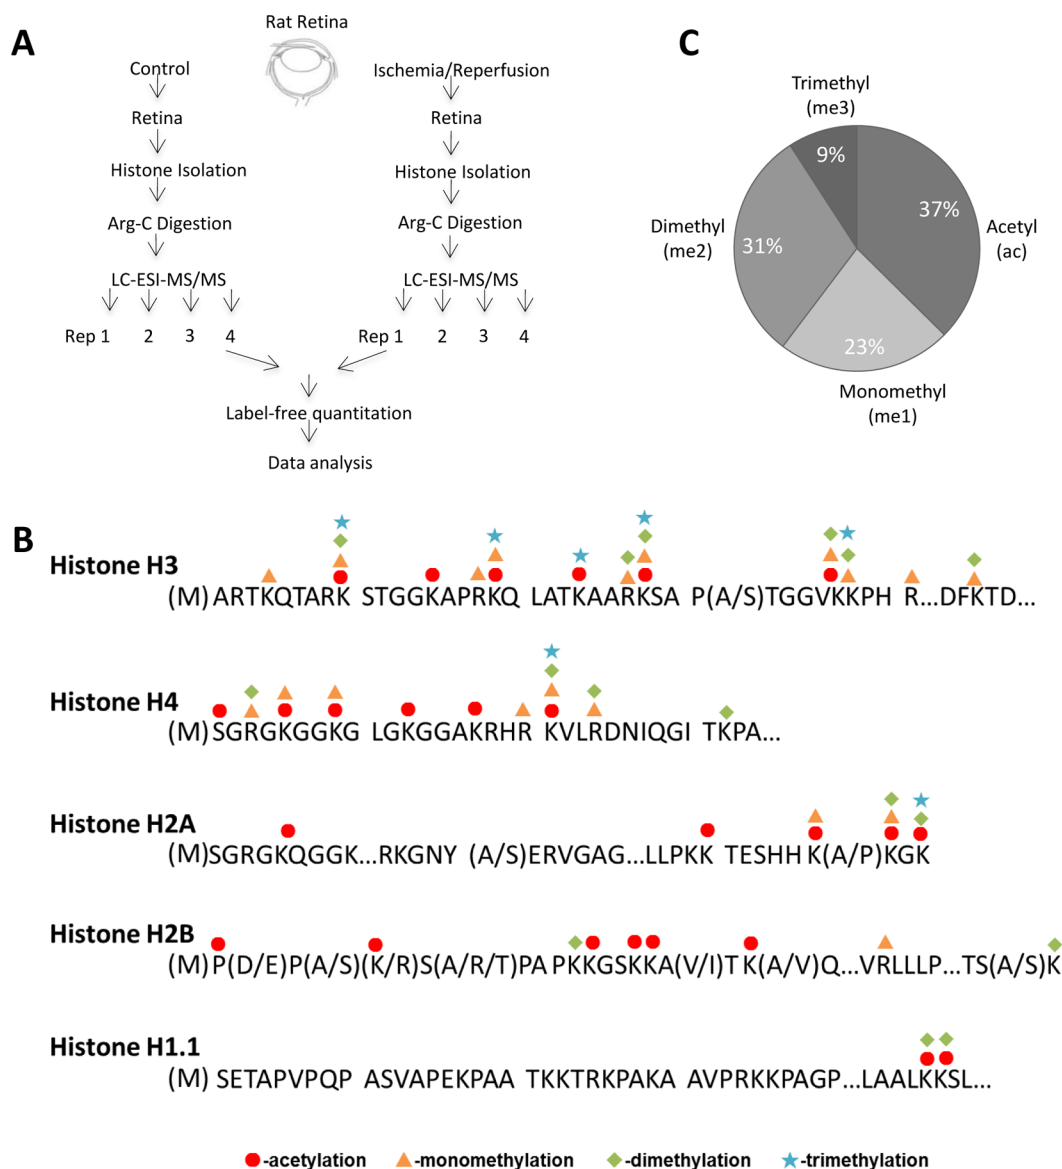 A
Rat Retina
Control
Ischemia/Reperfusion
Retina
Retina
Histone Isolation
Histone Isolation
Arg-C Digestion
Arg-C Digestion
LC-ESI-MS/MS
LC-ESI-MS/MS
Rep 1 2 3 4
Rep 1 2 3 4
Label-free quantitation
Data analysis
C
Trimethyl
(me3)
9%
37%
Acetyl
(ac)
Dimethyl
(me2)
31%
23%
Monomethyl
(me1)
B
Histone H3
(M) ARTKQTARK STGGKAPRKQ LATKAARKSA P(A/S)TGGVKKPH R...DFKTD...
Histone H4
(M) SGRGKGGKG LGKGGAKRHR KVLRDNIQGI TKPA...
Histone H2A
(M)SGRGKQGGK...RKGNY (A/S)ERVGAG...LLPKK TESHHK(A/P)KGK
Histone H2B
(M)P(D/E)P(A/S)(K/R)S(A/R/T)PAPKKGSKKA(V/I)TK(A/V)Q...VRLLLP...TS(A/S)K
Histone H1.1
(M) SETAPVPQP ASVAPEKPAA TKKTRKPAKA AVPRKKPAGP...LAALKKSL...
-acetylation -monomethylation -dimethylation -trimethylation